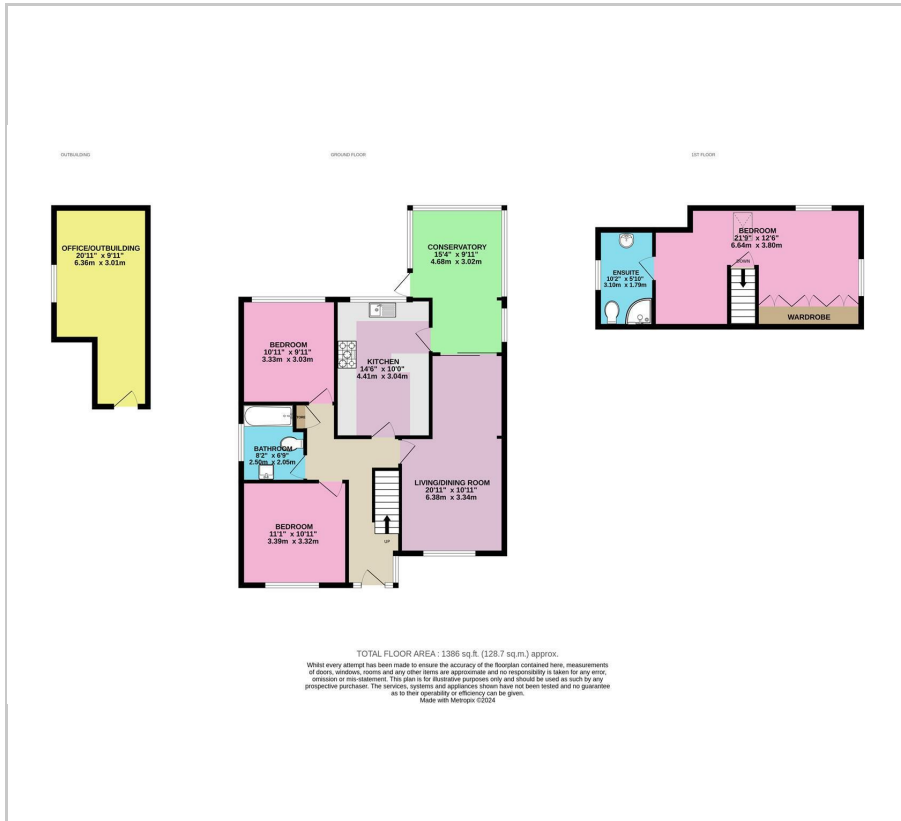 OUTBUILDING
GROUND FLOOR
1ST FLOOR
OFFICE/OUTBUILDING
20'11" x 9'11"
6.36m x 3.01m
CONSERVATORY
15'4" x 9'11"
4.68m x 3.02m
BEDROOM
10'11" x 9'11"
3.33m x 3.03m
KITCHEN
14'6" x 10'0"
4.41m x 3.04m
BATHROOM
8'2" x 6'9"
2.50m x 2.05m
LIVING/DINING ROOM
20'11" x 10'11"
6.38m x 3.34m
BEDROOM
11'1" x 10'11"
3.39m x 3.32m
UP
BEDROOM
21'9" x 12'6"
6.64m x 3.80m
ENSUITE
10'2" x 5'10"
3.10m x 1.79m
DOWN
WARDROBE
TOTAL FLOOR AREA : 1386 sq.ft. (128.7 sq.m.) approx.
Whilst every attempt has been made to ensure the accuracy of the floorplan contained here, measurements
of doors, windows, rooms and any other items are approximate and no responsibility is taken for any error,
omission or mis-statement. This plan is for illustrative purposes only and should be used as such by any
prospective purchaser. The services, systems and appliances shown have not been tested and no guarantee
as to their operability or efficiency can be given.
Made with Metropix ©2024